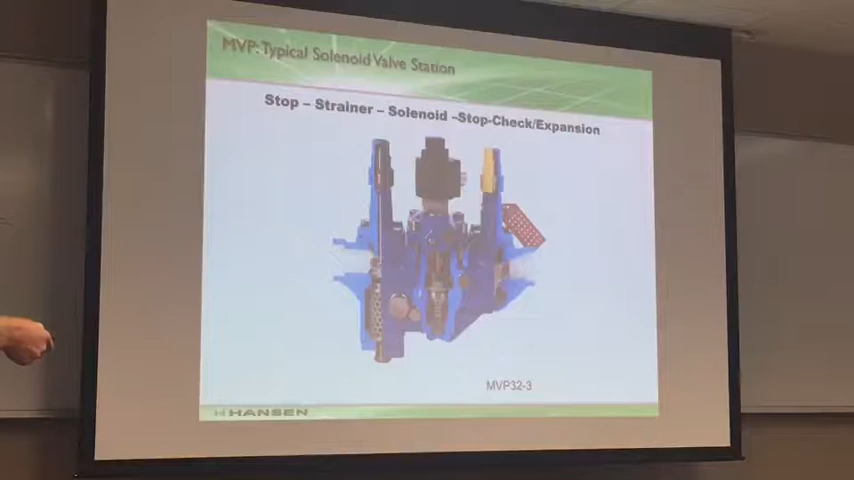 MVP: Typical Solenoid Valve Station
Stop – Strainer – Solenoid –Stop-Check/Expansion
MVP32-3
HANSEN